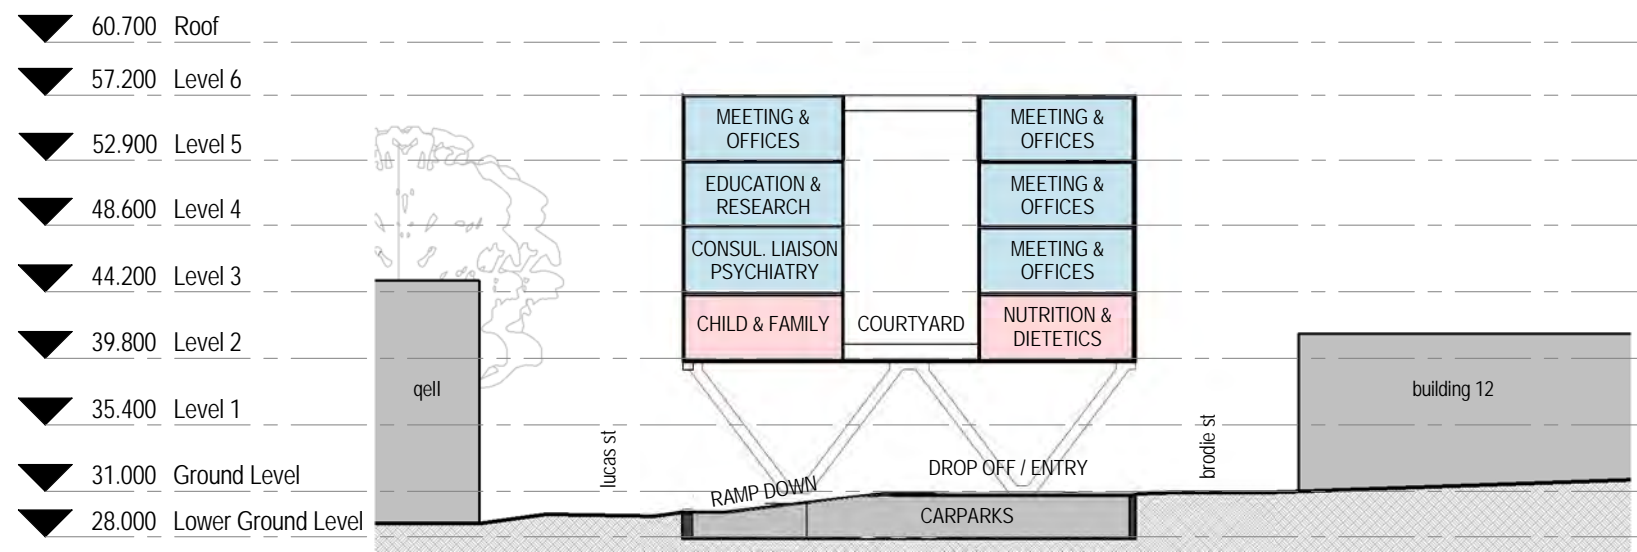 60.700 Roof
57.200 Level 6
52.900 Level 5
48.600 Level 4
44.200 Level 3
39.800 Level 2
35.400 Level 1
31.000 Ground Level
28.000 Lower Ground Level
MEETING &
OFFICES
MEETING &
OFFICES
EDUCATION &
RESEARCH
MEETING &
OFFICES
CONSUL. LIAISON
PSYCHIATRY
MEETING &
OFFICES
CHILD & FAMILY
COURTYARD
NUTRITION &
DIETETICS
qell
building 12
lucas st
brodie st
DROP OFF / ENTRY
RAMP DOWN
CARPARKS